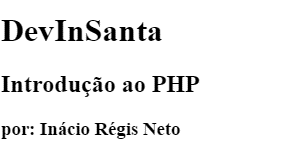 DevInSanta
Introdução ao PHP
por: Inácio Régis Neto